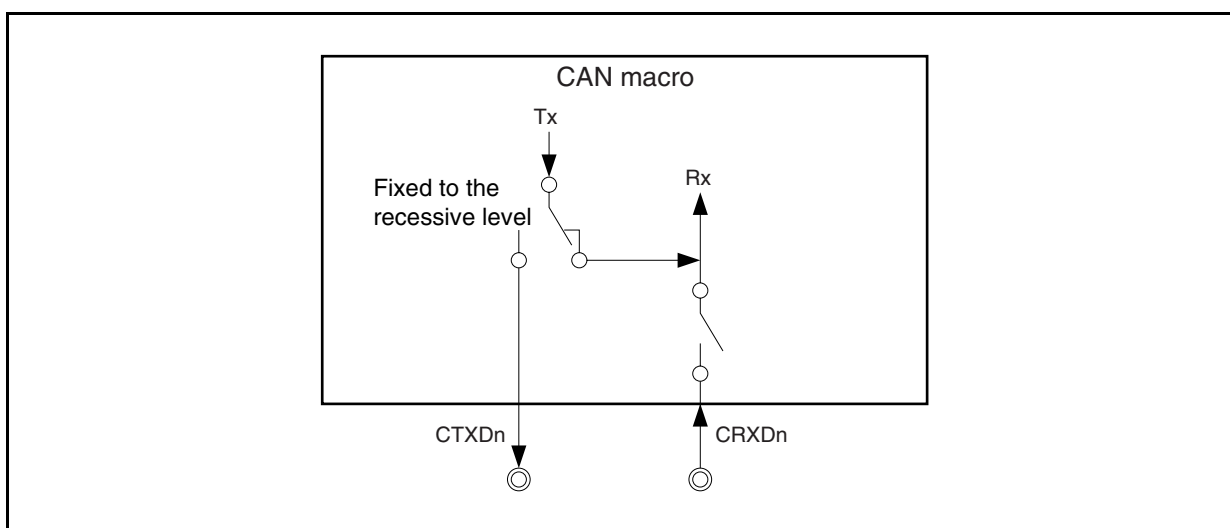 CAN macro
Tx
Rx
Fixed to the
recessive level
CTXDn
CRXDn